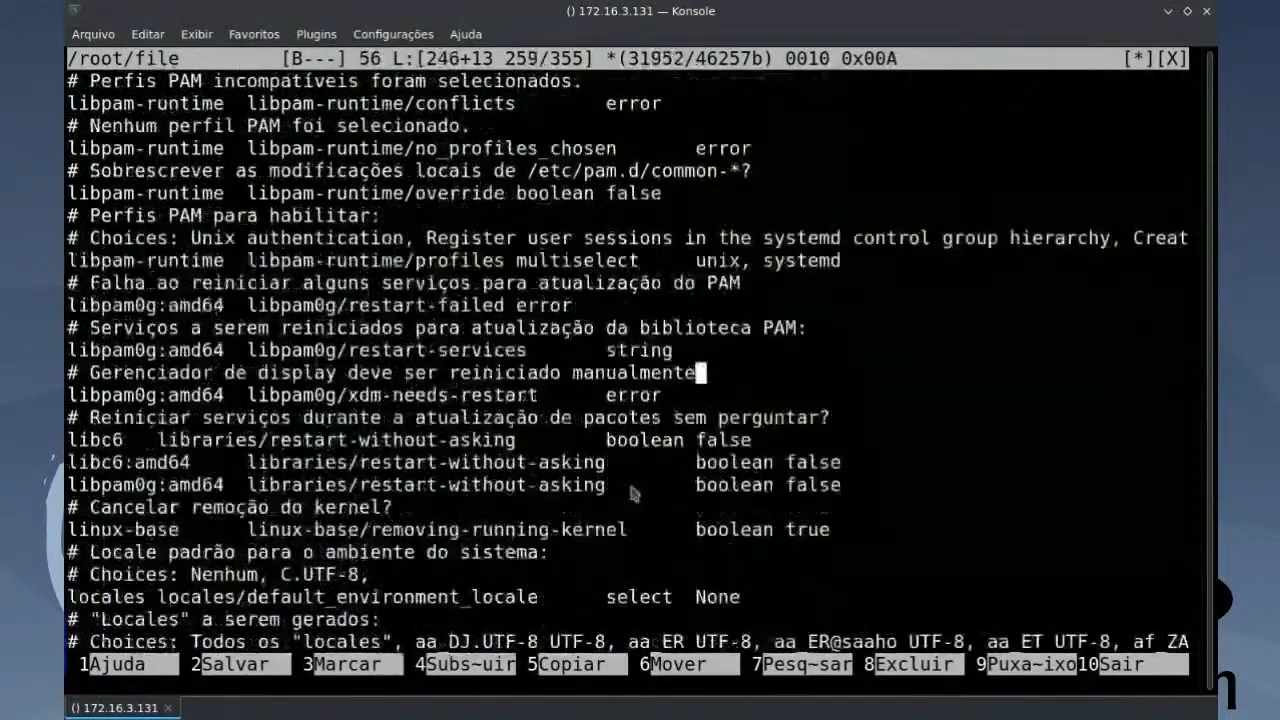 () 172.16.3.131 — Konsole
Arquivo Editar Exibir Favoritos Plugins Configurações Ajuda
/root/file [B---] 56 L:[246+13 259/355] *(31952/46257b) 0010 0x00A [*][X]
# Perfis PAM incompatíveis foram selecionados.
libpam-runtime libpam-runtime/conflicts error
# Nenhum perfil PAM foi selecionado.
libpam-runtime libpam-runtime/no_profiles_chosen error
# Sobrescrever as modificações locais de /etc/pam.d/common-*?
libpam-runtime libpam-runtime/override boolean false
# Perfis PAM para habilitar:
# Choices: Unix authentication, Register user sessions in the systemd control group hierarchy, Creat
libpam-runtime libpam-runtime/profiles multiselect unix, systemd
# Falha ao reiniciar alguns serviços para atualização do PAM
libpam0g:amd64 libpam0g/restart-failed error
# Serviços a serem reiniciados para atualização da biblioteca PAM:
libpam0g:amd64 libpam0g/restart-services string
# Gerenciador de display deve ser reiniciado manualmente
libpam0g:amd64 libpam0g/xdm-needs-restart error
# Reiniciar serviços durante a atualização de pacotes sem perguntar?
libc6 libraries/restart-without-asking boolean false
libc6:amd64 libraries/restart-without-asking boolean false
libpam0g:amd64 libraries/restart-without-asking boolean false
# Cancelar remoção do kernel?
linux-base linux-base/removing-running-kernel boolean true
# Locale padrão para o ambiente do sistema:
# Choices: Nenhum, C.UTF-8,
locales locales/default_environment_locale select None
# "Locales" a serem gerados:
# Choices: Todos os "locales", aa_DJ.UTF-8 UTF-8, aa_ER UTF-8, aa_ER@saaho UTF-8, aa_ET UTF-8, af_ZA
1Ajuda 2Salvar 3Marcar 4Subs~uir 5Copiar 6Mover 7Pesq~sar 8Excluir 9Puxa~ixo 10Sair
() 172.16.3.131